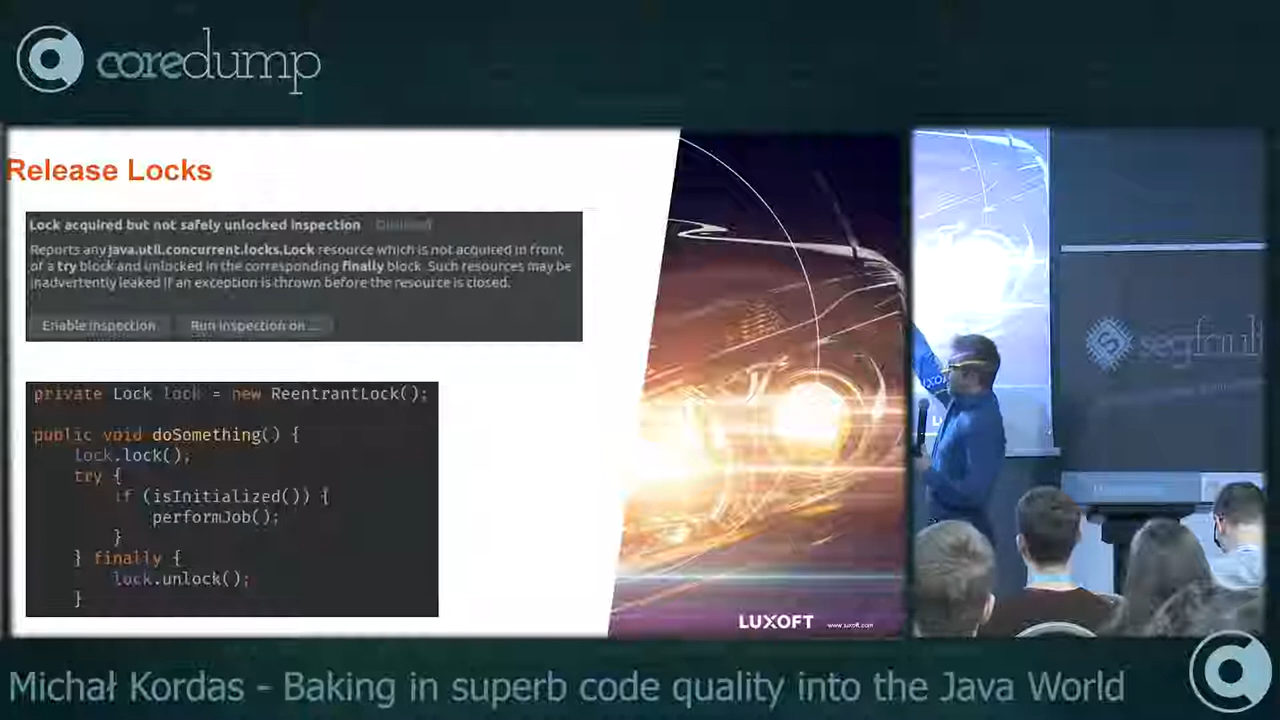 coredump
Release Locks
Lock acquired but not safely unlocked inspection
Reports any java.util.concurrent.locks.Lock resource which is not acquired in front
of a try block and unlocked in the corresponding finally block. Such resources may be
inadvertently leaked if an exception is thrown before the resource is closed.
Enable inspection Run inspection on ...
private Lock lock = new ReentrantLock();
public void doSomething() {
lock.lock();
try {
if (isInitialized()) {
performJob();
}
} finally {
lock.unlock();
}
LUXOFT www.luxoft.com
segfault
Michał Kordas - Baking in superb code quality into the Java World